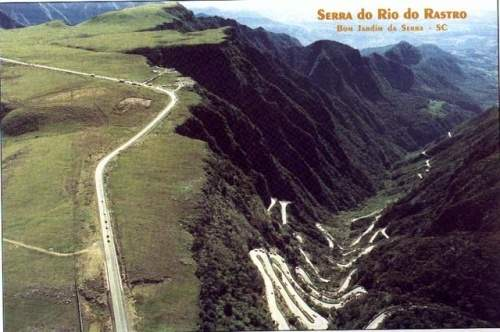 Serra do Rio do Rastro
Bom Jardim da Serra - SC